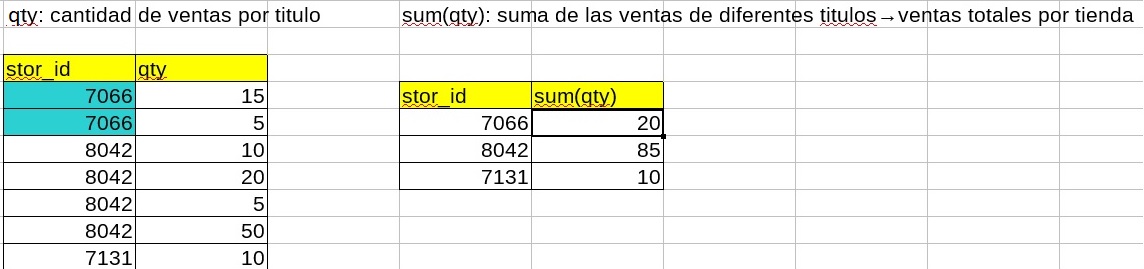 qty: cantidad de ventas por titulo
sum(qty): suma de las ventas de diferentes titulos→ventas totales por tienda
stor_id qty
7066 15
7066 5
8042 10
8042 20
8042 5
8042 50
7131 10
stor_id sum(qty)
7066 20
8042 85
7131 10